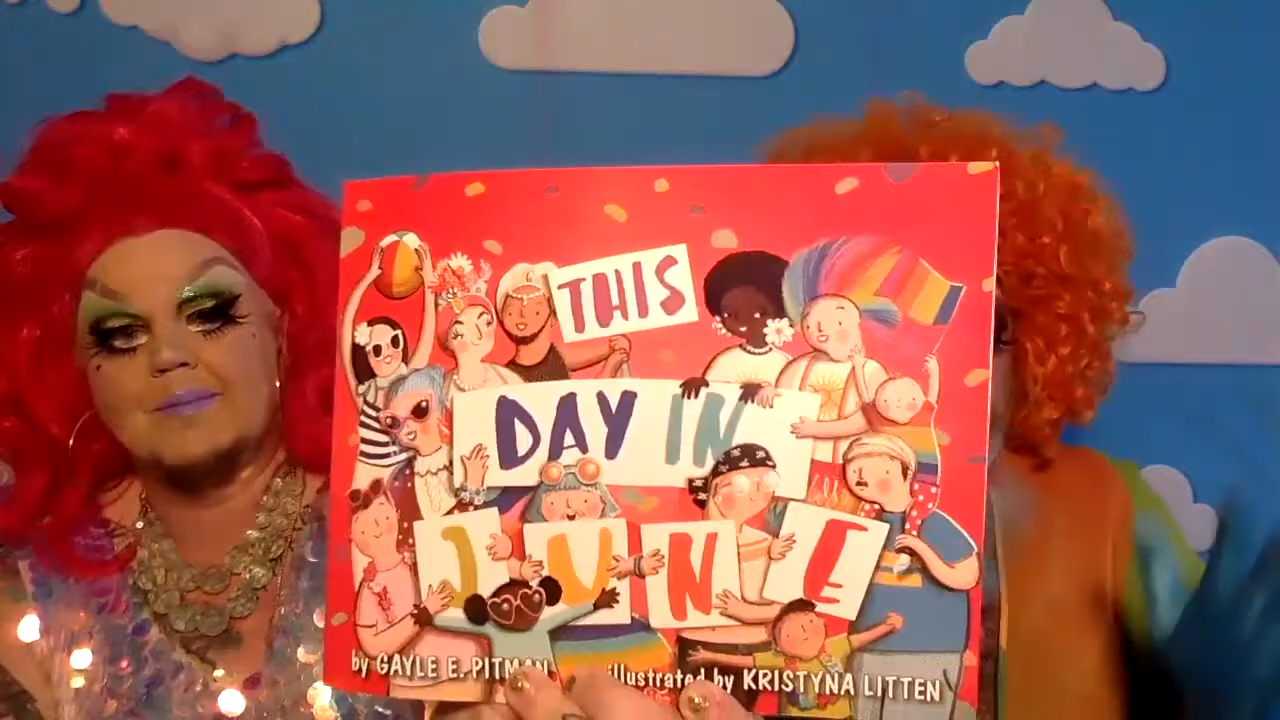 THIS
DAY IN
JUNE
by GAYLE E. PITMAN illustrated by KRISTYNA LITTEN